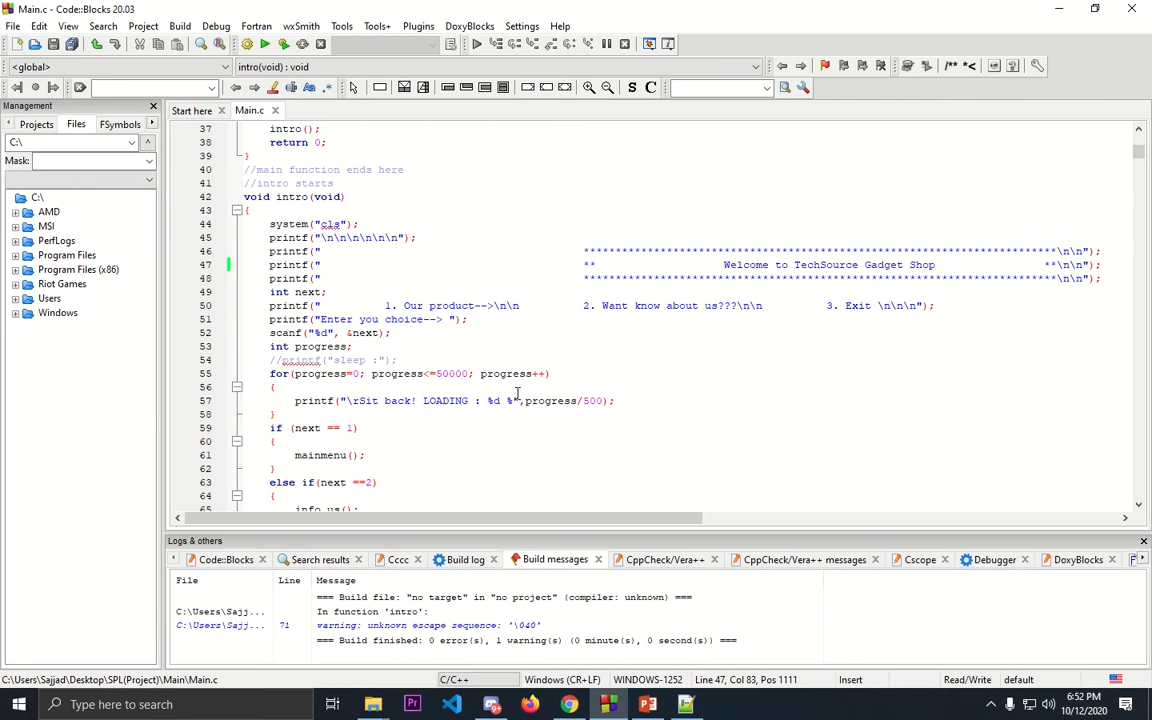 Main.c - Code::Blocks 20.03
File Edit View Search Project Build Debug Fortran wxSmith Tools Tools+ Plugins DoxyBlocks Settings Help
<global> intro(void) : void
/** *<
S C
Management
Projects Files FSymbols
C:\
Mask:
C:\
AMD
MSI
PerfLogs
Program Files
Program Files (x86)
Riot Games
Users
Windows
Start here Main.c
37 intro();
38 return 0;
39 }
40 //main function ends here
41 //intro starts
42 void intro(void)
43 {
44 system("cls");
45 printf("\n\n\n\n\n\n");
46 printf(" **************************************************************************\n\n");
47 printf(" ** Welcome to TechSource Gadget Shop **\n\n");
48 printf(" **************************************************************************\n\n");
49 int next;
50 printf(" 1. Our product-->\n\n 2. Want know about us???\n\n 3. Exit \n\n\n");
51 printf("Enter you choice--> ");
52 scanf("%d", &next);
53 int progress;
54 //printf("sleep :");
55 for(progress=0; progress<=50000; progress++)
56 {
57 printf("\rSit back! LOADING : %d %",progress/500);
58 }
59 if (next == 1)
60 {
61 mainmenu();
62 }
63 else if(next ==2)
64 {
65 info_us();
Logs & others
Code::Blocks Search results Cccc Build log Build messages CppCheck/Vera++ CppCheck/Vera++ messages Cscope Debugger DoxyBlocks F
File Line Message
=== Build file: "no target" in "no project" (compiler: unknown) ===
C:\Users\Sajj... In function 'intro':
C:\Users\Sajj... 71 warning: unknown escape sequence: '\040'
=== Build finished: 0 error(s), 1 warning(s) (0 minute(s), 0 second(s)) ===
C:\Users\Sajjad\Desktop\SPL(Project)\Main\Main.c C/C++ Windows (CR+LF) WINDOWS-1252 Line 47, Col 83, Pos 1111 Insert Read/Write default
Type here to search
Pr
6:52 PM
10/12/2020